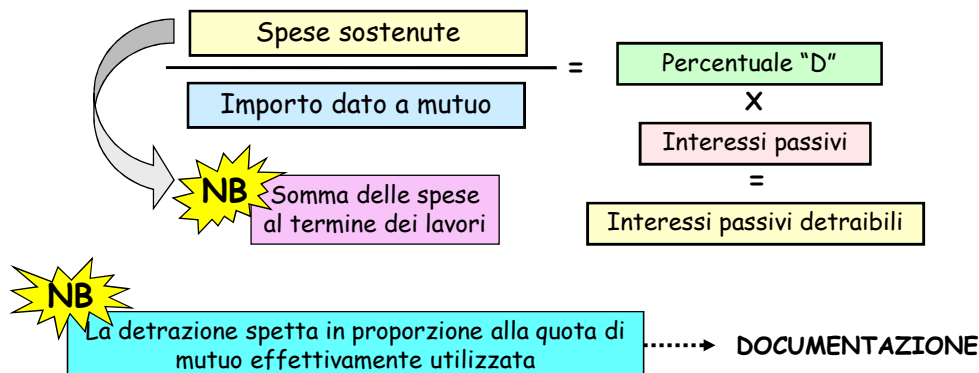 Spese sostenute
=
Percentuale “D”
Importo dato a mutuo
X
Interessi passivi
=
Interessi passivi detraibili
NB
Somma delle spese
al termine dei lavori
NB
La detrazione spetta in proporzione alla quota di
mutuo effettivamente utilizzata
DOCUMENTAZIONE